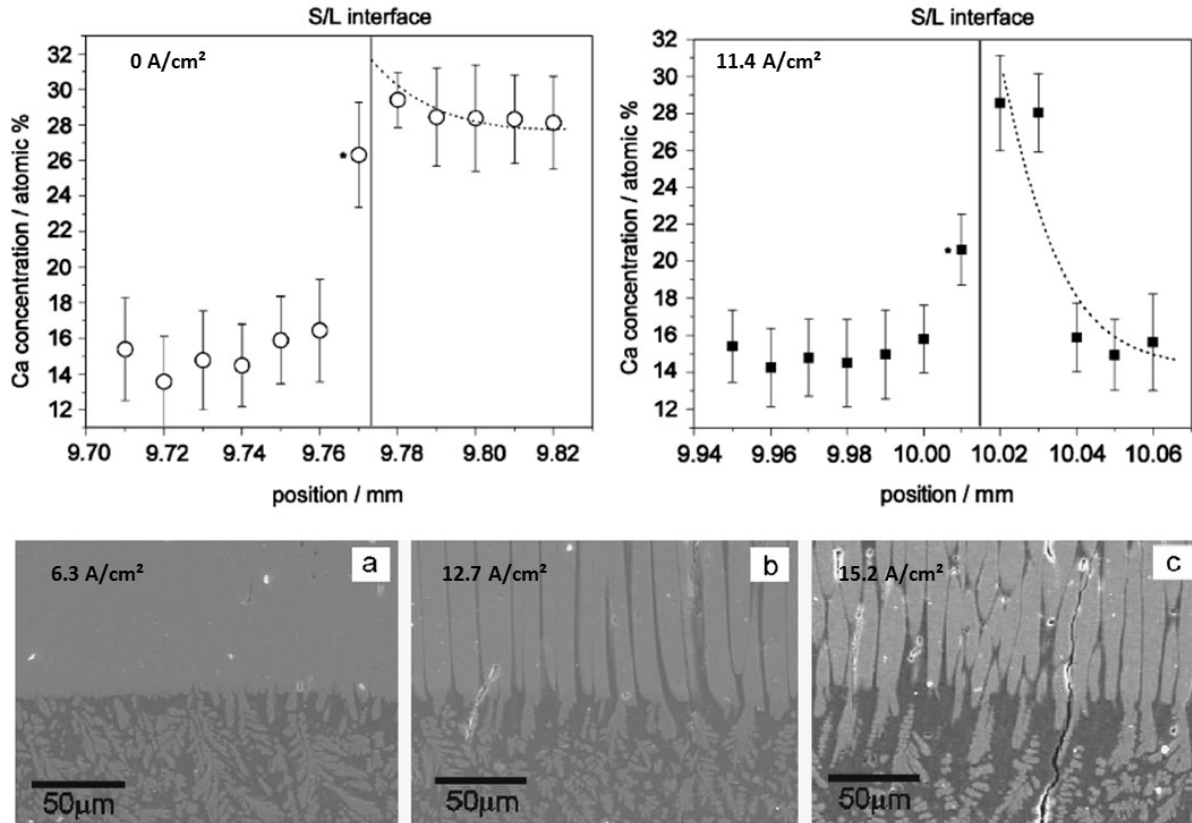 S/L interface
0 A/cm²
Ca concentration / atomic %
32
30
28
26
24
22
20
18
16
14
12
*
9.70 9.72 9.74 9.76 9.78 9.80 9.82
position / mm
S/L interface
11.4 A/cm²
Ca concentration / atomic %
32
30
28
26
24
22
20
18
16
14
12
*
9.94 9.96 9.98 10.00 10.02 10.04 10.06
position / mm
6.3 A/cm²
a
50μm
12.7 A/cm²
b
50μm
15.2 A/cm²
c
50μm